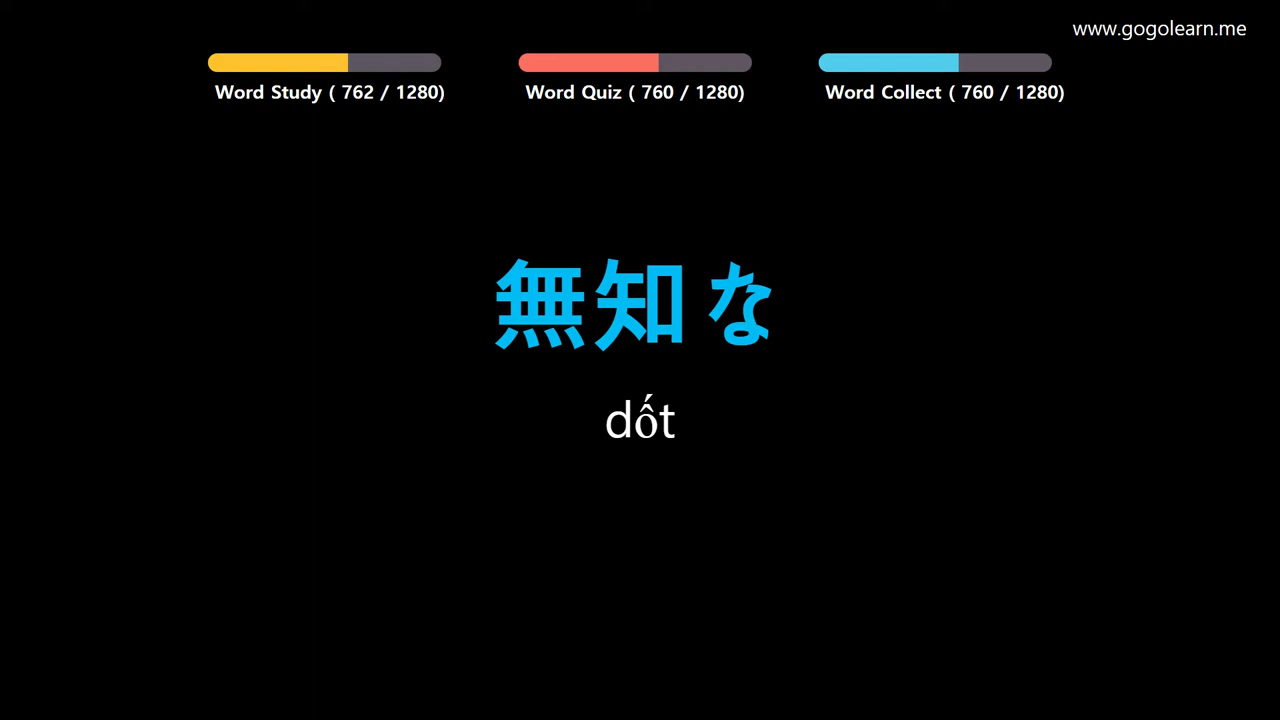 www.gogolearn.me
Word Study ( 762 / 1280)
Word Quiz ( 760 / 1280)
Word Collect ( 760 / 1280)
無知な
dốt